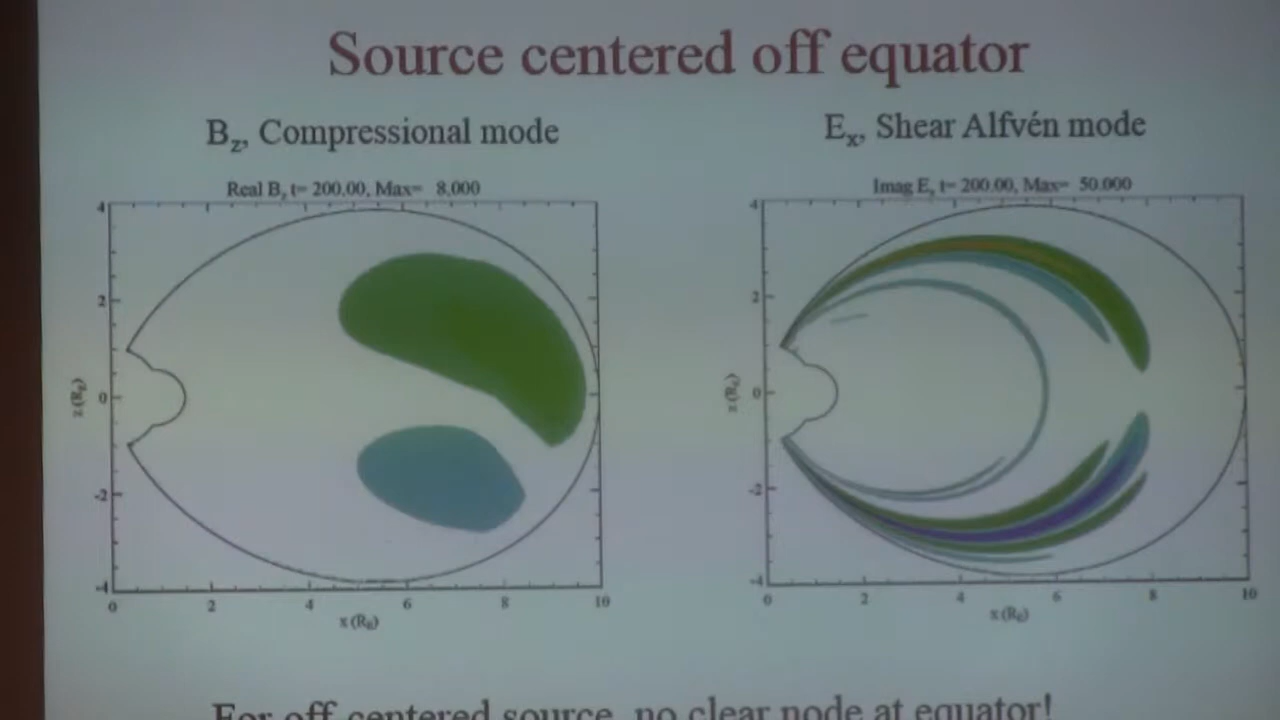 Source centered off equator
B_z, Compressional mode
E_x, Shear Alfvén mode
Real B, t= 200.00, Max= 8.000
Imag E, t= 200.00, Max= 50.000
4
2
0
-2
-4
z (R_E)
0 2 4 6 8 10
x (R_E)
4
2
0
-2
-4
z (R_E)
0 2 4 6 8 10
x (R_E)
For off centered source, no clear node at equator!